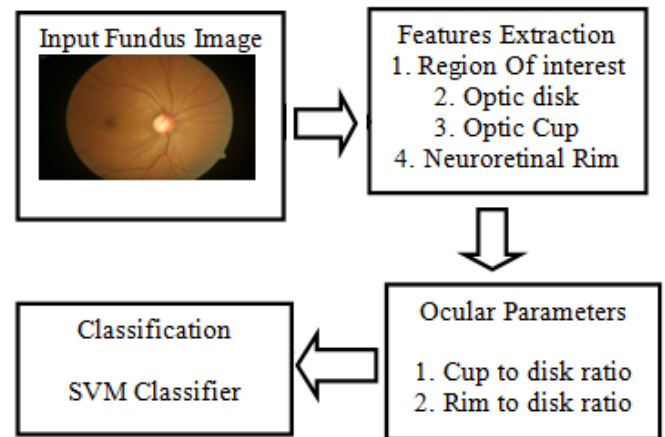 Input Fundus Image
Features Extraction
1. Region Of interest
2. Optic disk
3. Optic Cup
4. Neuroretinal Rim
Ocular Parameters
1. Cup to disk ratio
2. Rim to disk ratio
Classification
SVM Classifier